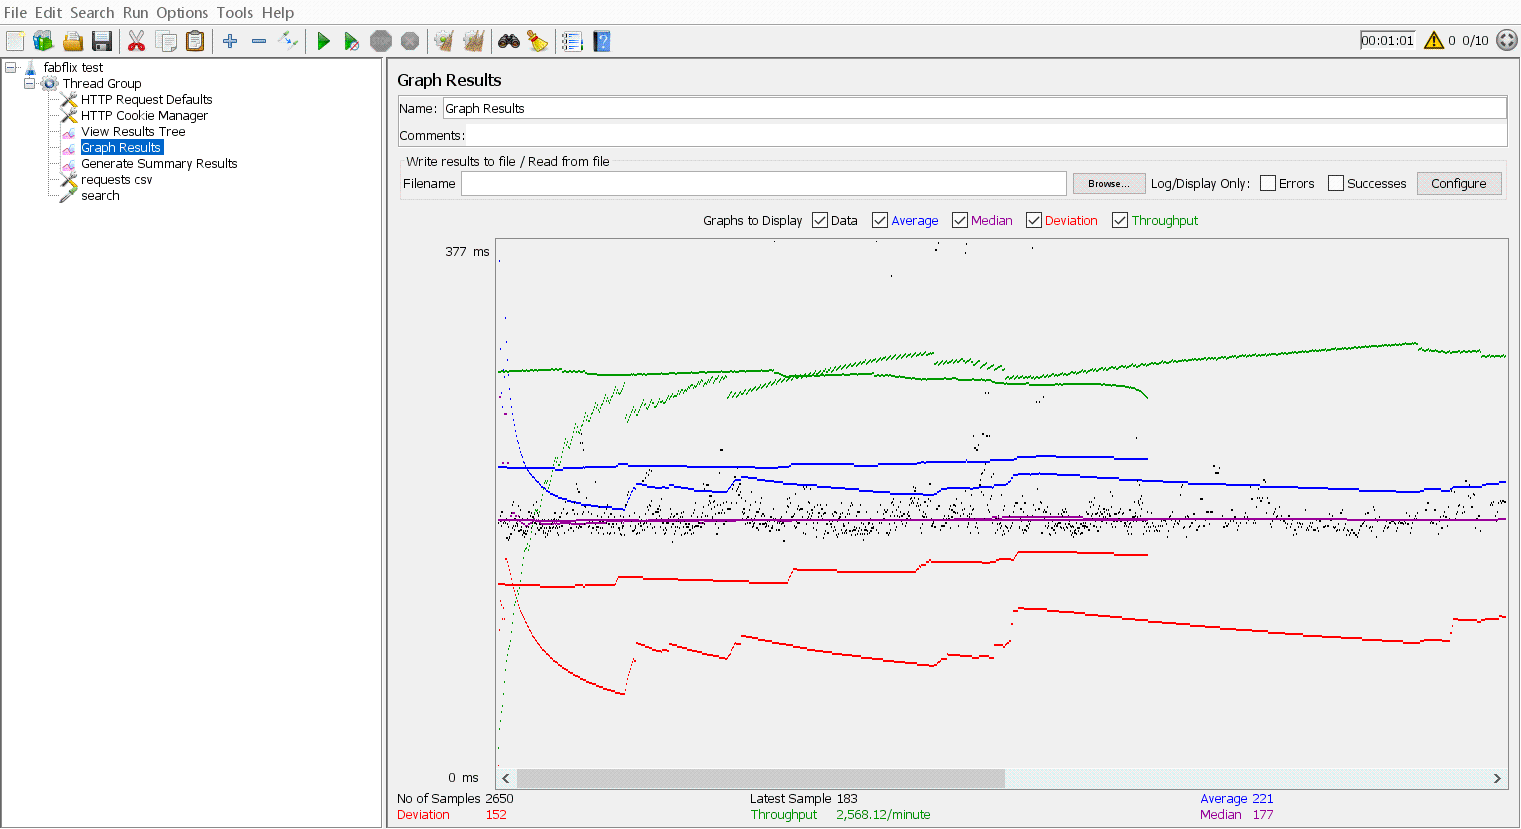 File Edit Search Run Options Tools Help
00:01:01 0 0/10
fabflix test
Thread Group
HTTP Request Defaults
HTTP Cookie Manager
View Results Tree
Graph Results
Generate Summary Results
requests csv
search
Graph Results
Name: Graph Results
Comments:
Write results to file / Read from file
Filename Browse... Log/Display Only: Errors Successes Configure
Graphs to Display Data Average Median Deviation Throughput
377 ms
0 ms
No of Samples 2650 Latest Sample 183 Average 221
Deviation 152 Throughput 2,568.12/minute Median 177